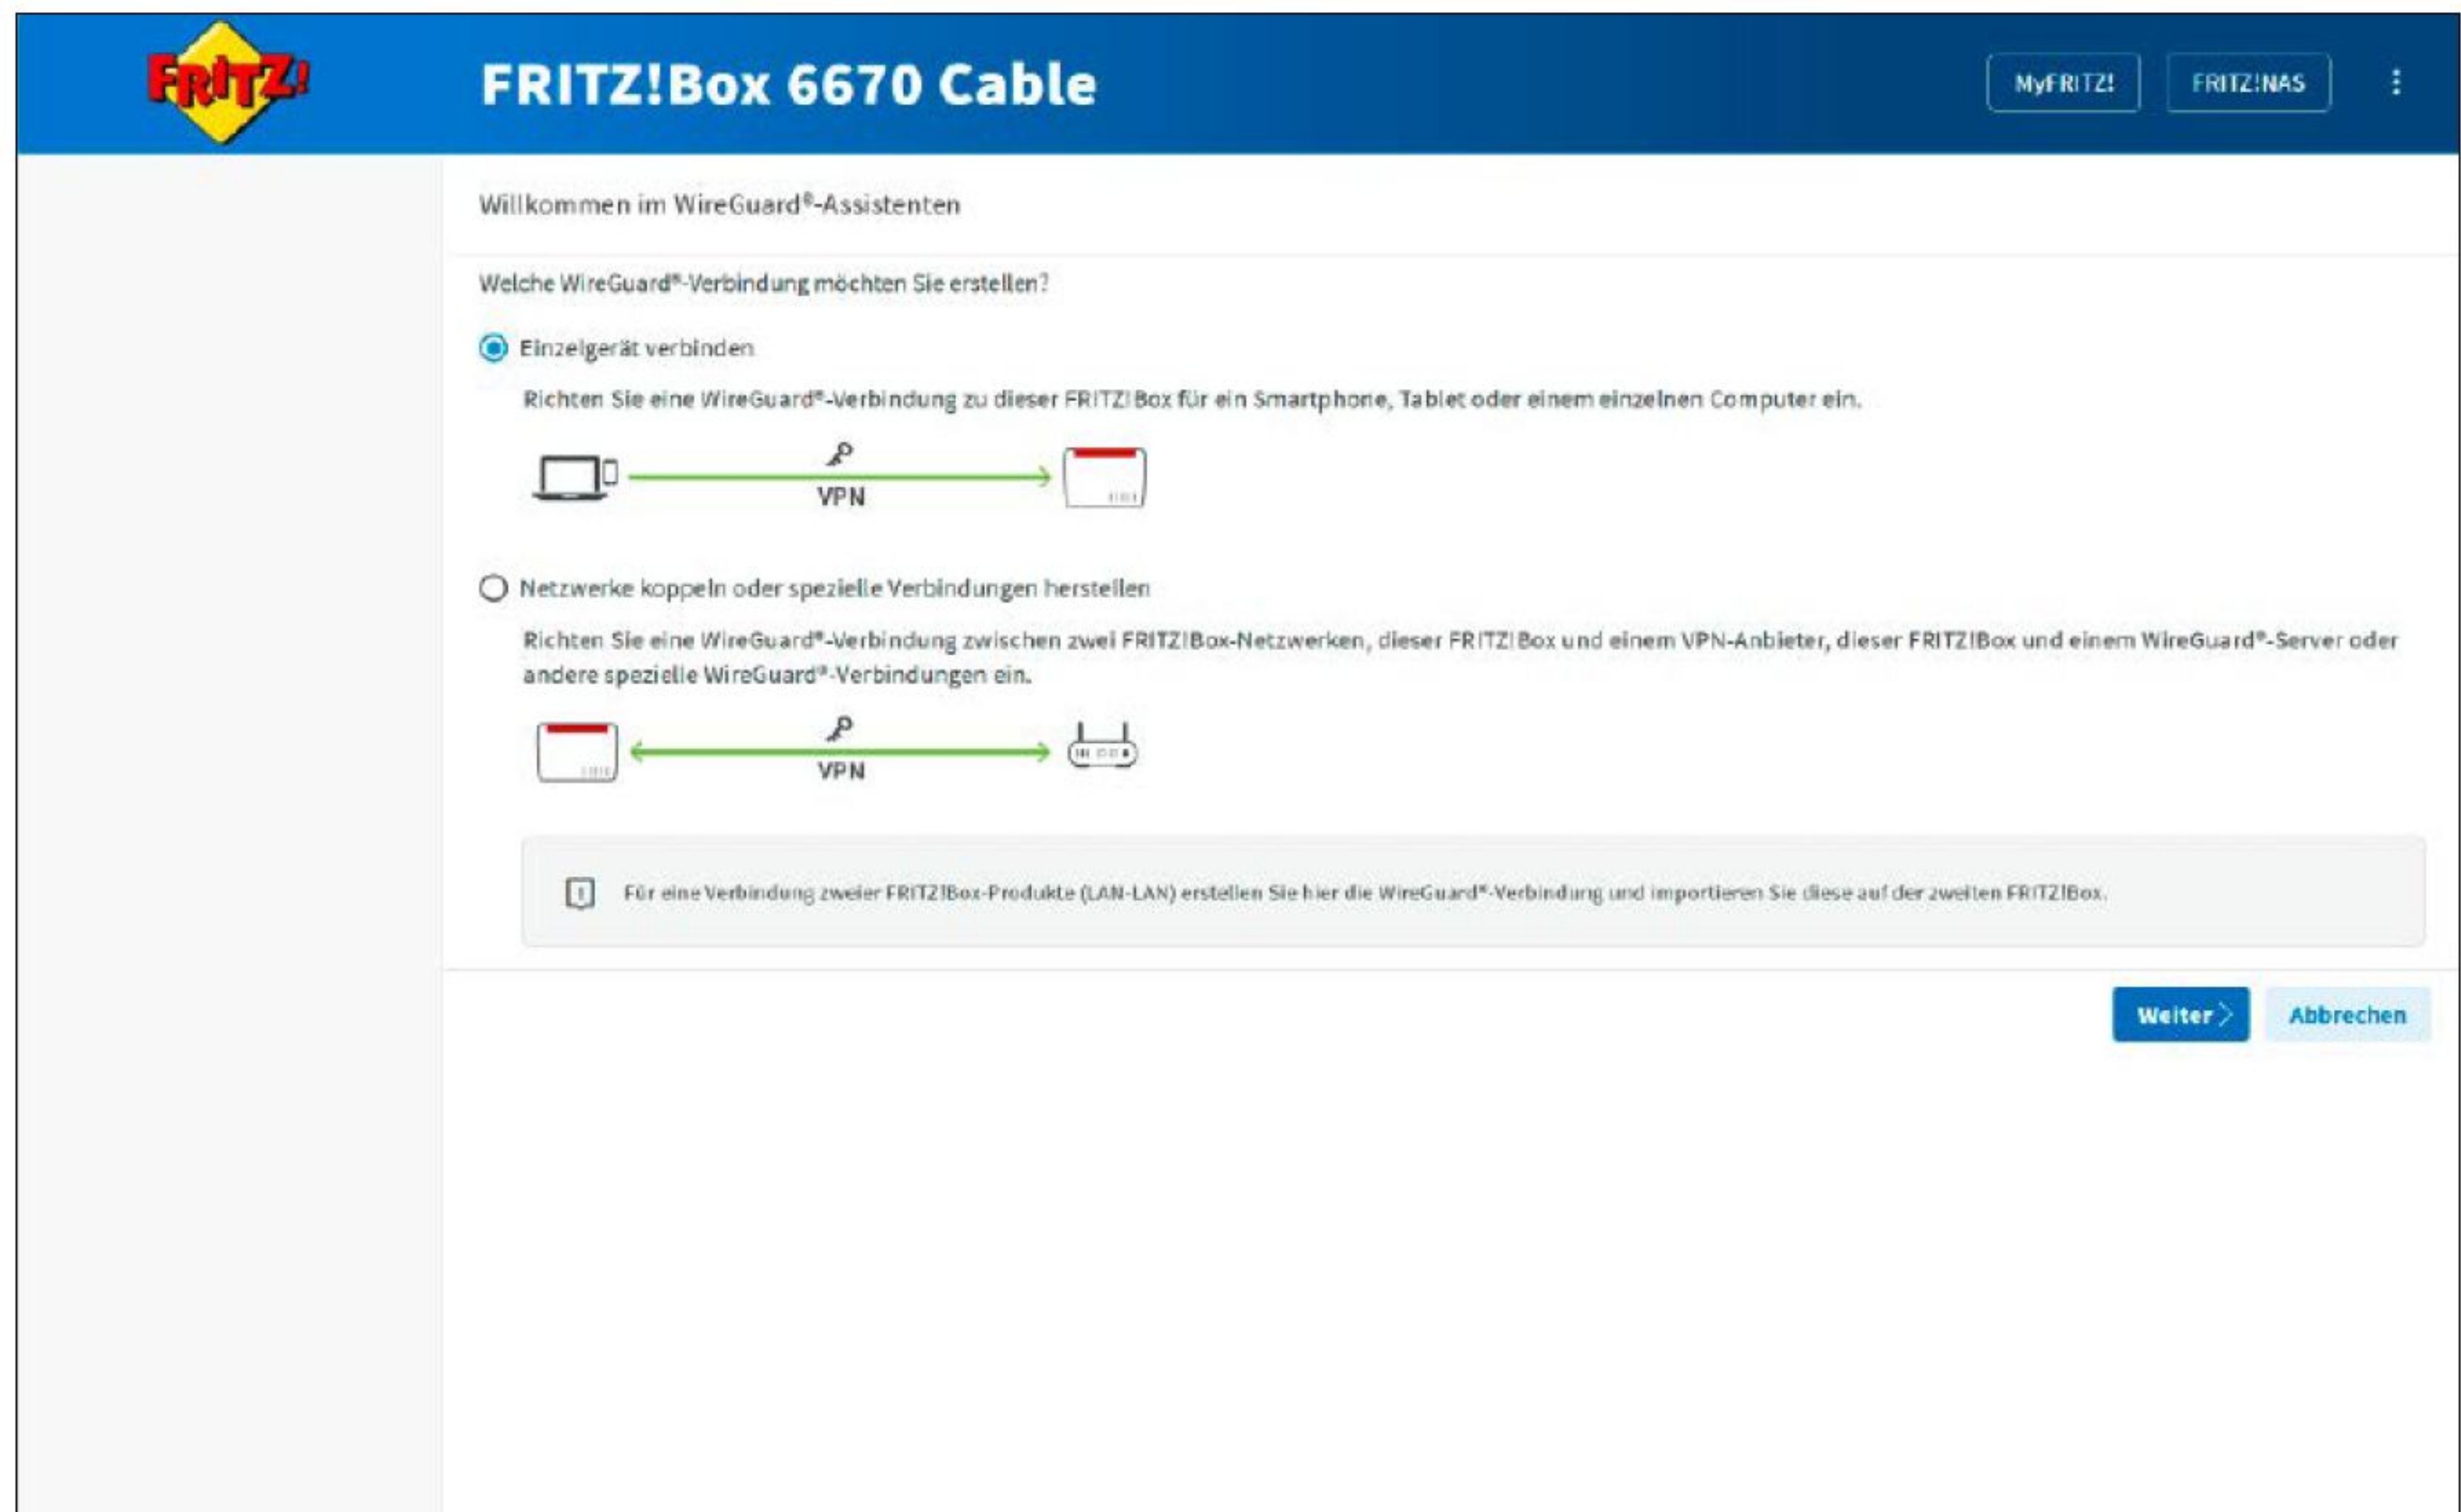 FRITZ!
FRITZ!Box 6670 Cable
MyFRITZ!
FRITZ!NAS
Willkommen im WireGuard®-Assistenten
Welche WireGuard®-Verbindung möchten Sie erstellen?
Einzelgerät verbinden
Richten Sie eine WireGuard®-Verbindung zu dieser FRITZ!Box für ein Smartphone, Tablet oder einem einzelnen Computer ein.
VPN
Netzwerke koppeln oder spezielle Verbindungen herstellen
Richten Sie eine WireGuard®-Verbindung zwischen zwei FRITZ!Box-Netzwerken, dieser FRITZ!Box und einem VPN-Anbieter, dieser FRITZ!Box und einem WireGuard®-Server oder
andere spezielle WireGuard®-Verbindungen ein.
VPN
Für eine Verbindung zweier FRITZ!Box-Produkte (LAN-LAN) erstellen Sie hier die WireGuard®-Verbindung und importieren Sie diese auf der zweiten FRITZ!Box.
Weiter
Abbrechen